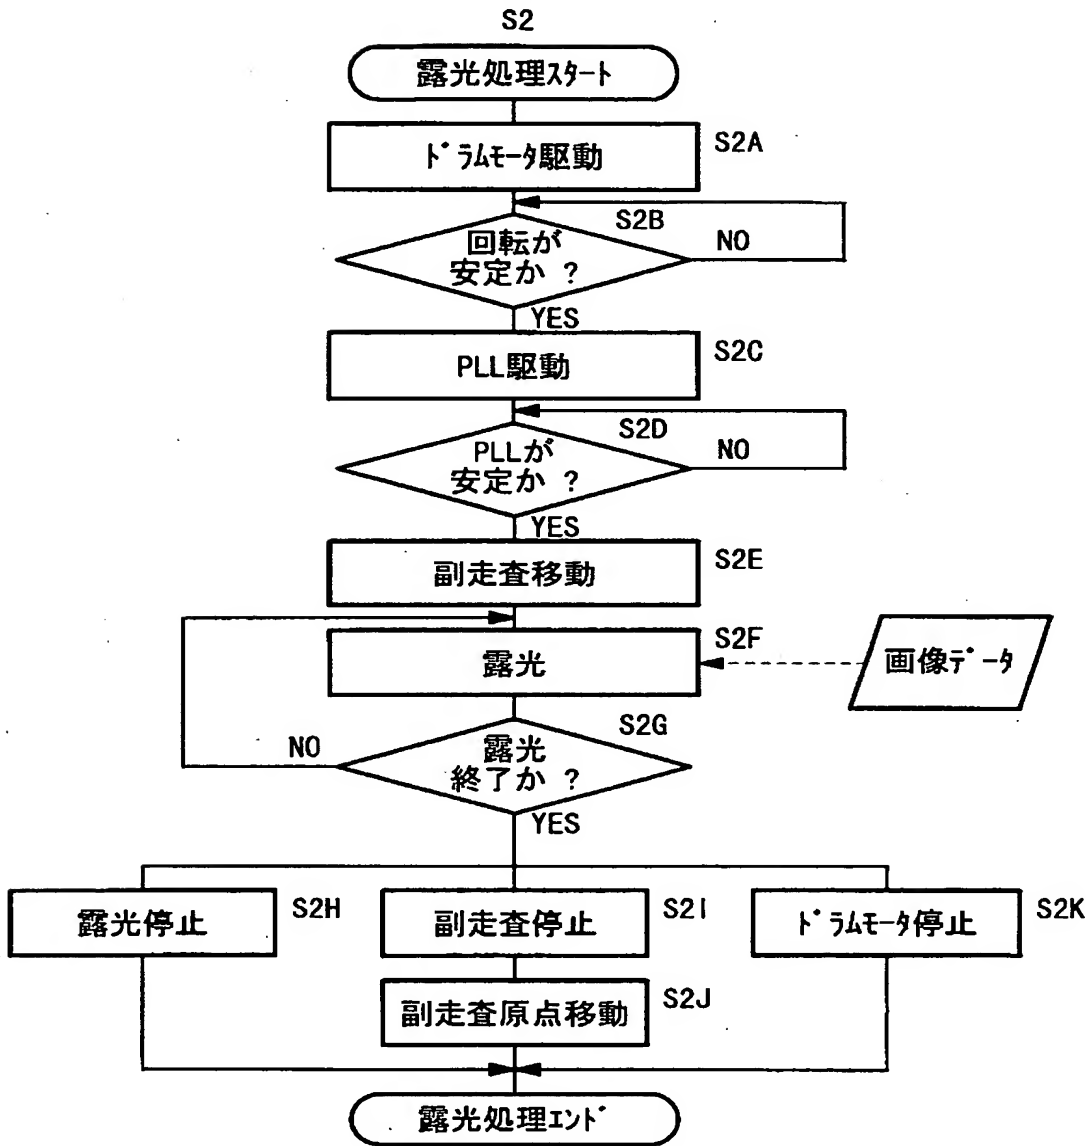 S2
露光処理ｽﾀｰﾄ
ﾄﾞﾗﾑﾓｰﾀ駆動
S2A
S2B
回転が
安定か ?
NO
YES
PLL駆動
S2C
S2D
PLLが
安定か ?
NO
YES
副走査移動
S2E
露光
S2F
画像ﾃﾞｰﾀ
S2G
露光
終了か ?
NO
YES
露光停止
S2H
副走査停止
S2I
ﾄﾞﾗﾑﾓｰﾀ停止
S2K
副走査原点移動
S2J
露光処理ｴﾝﾄﾞ